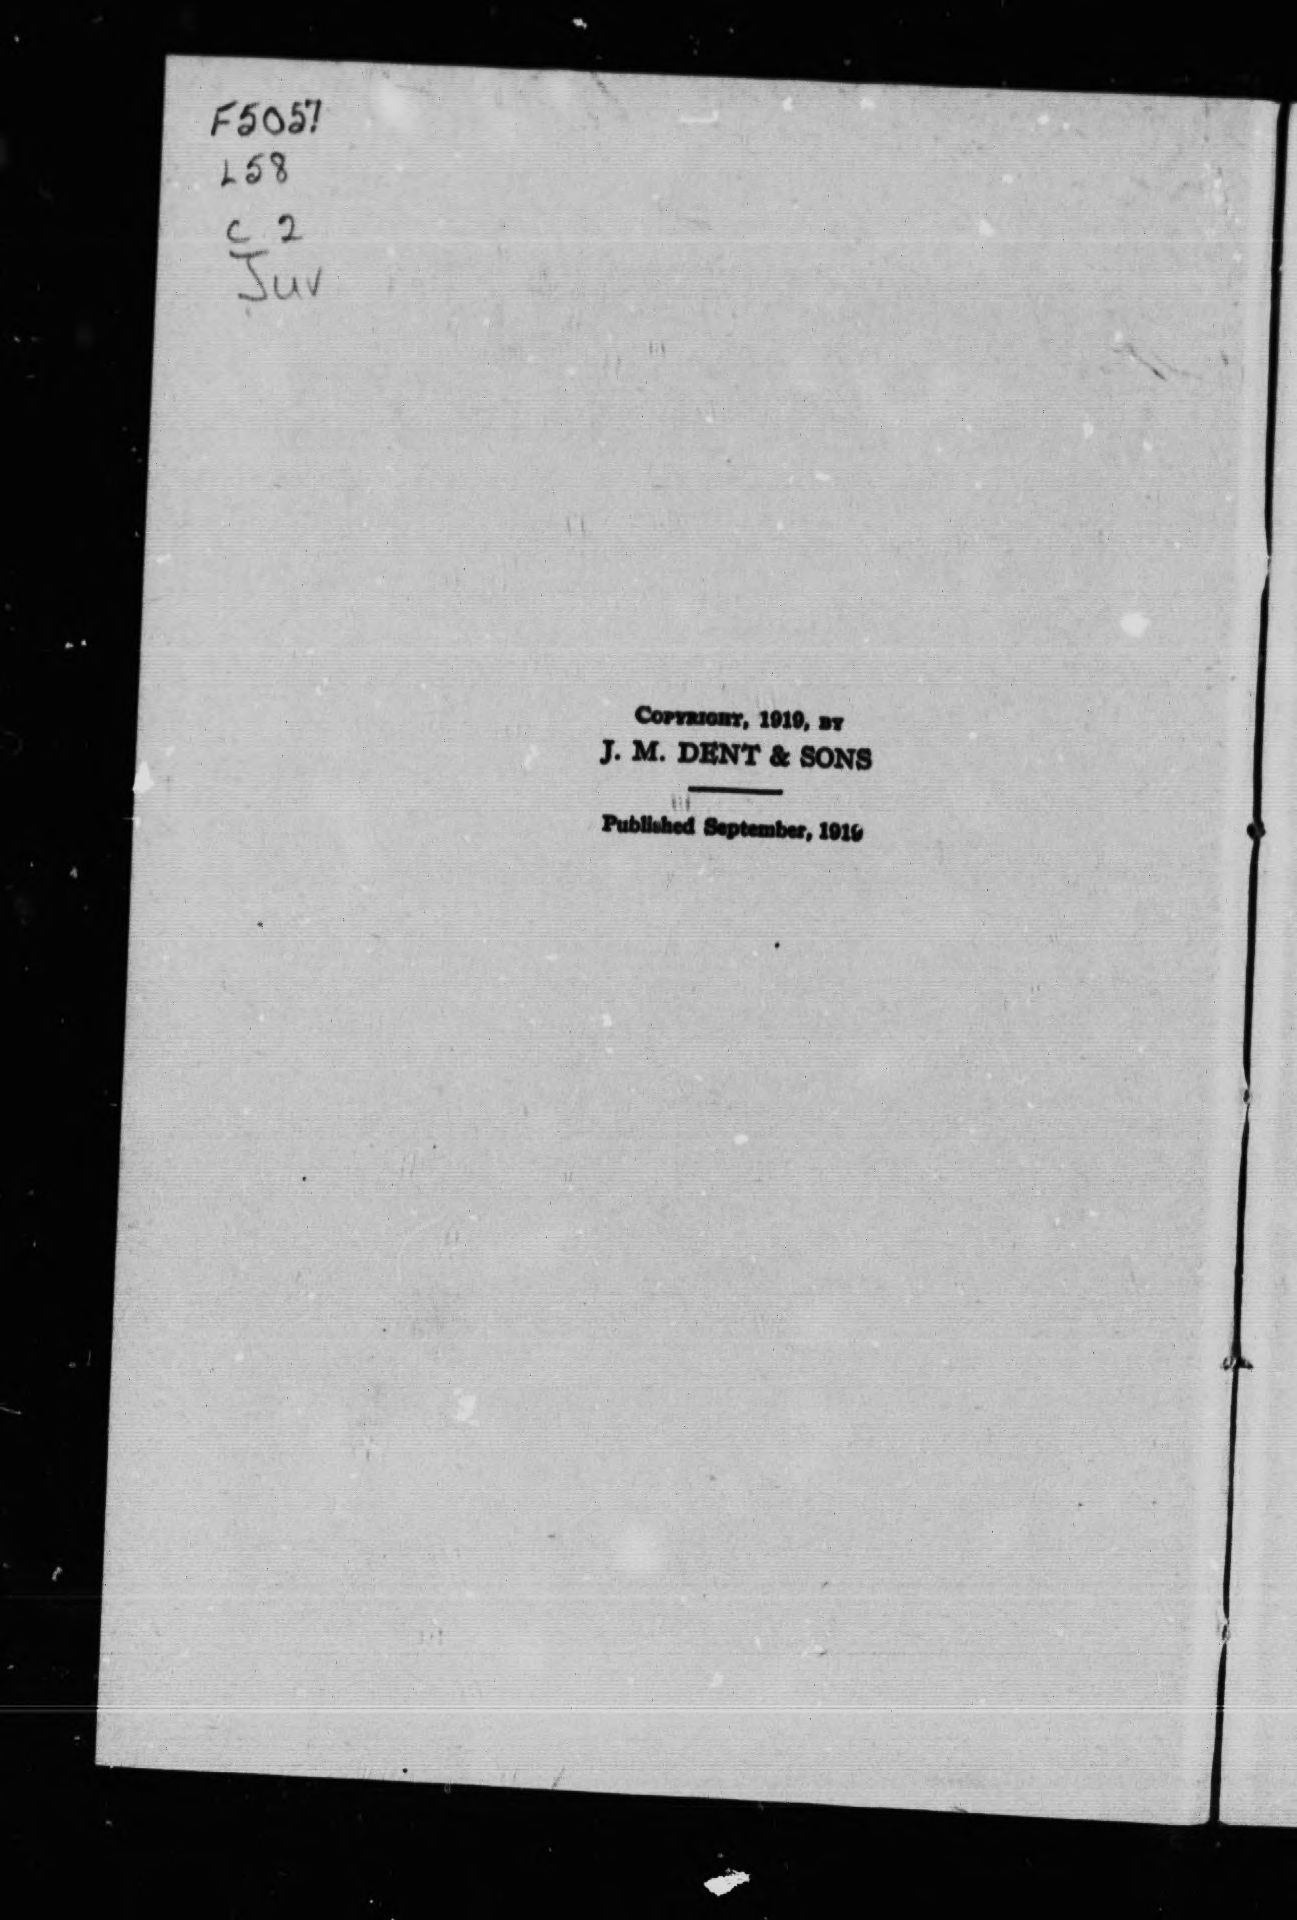 F5057
L58
c.2
Juv
COPYRIGHT, 1919, BY
J. M. DENT & SONS
Published September, 1919